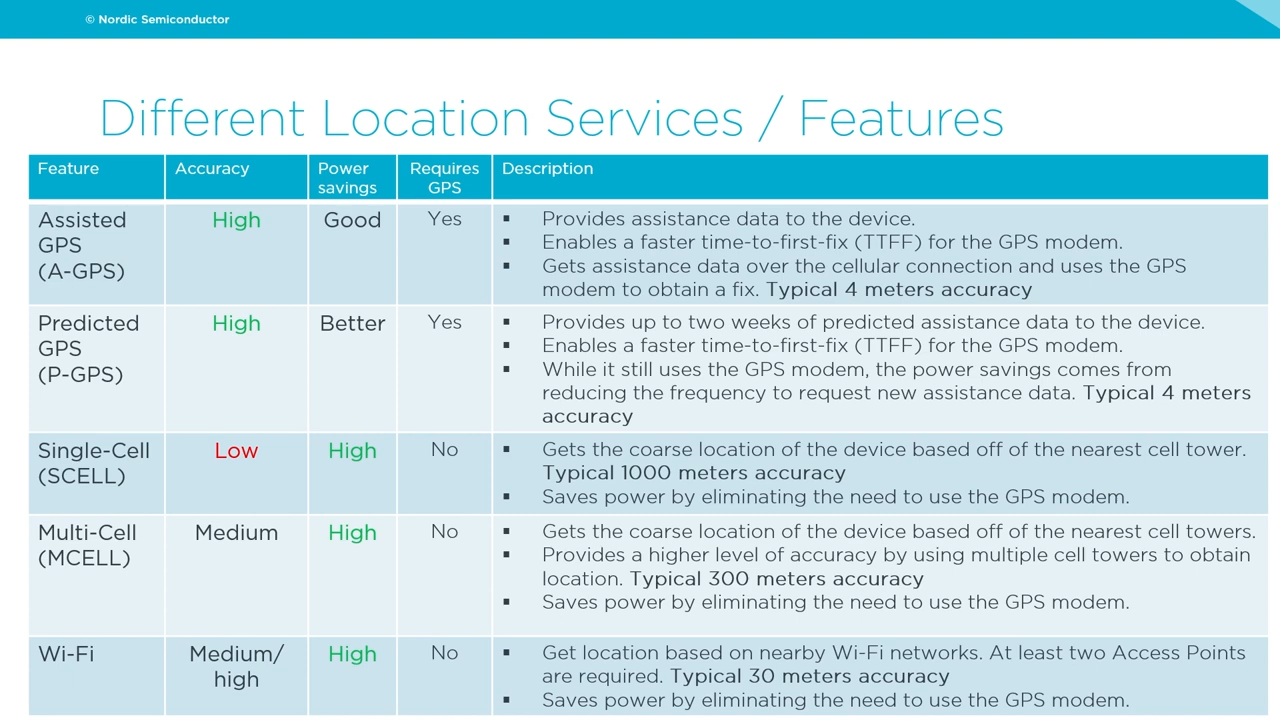 © Nordic Semiconductor
Different Location Services / Features
Feature
Accuracy
Power
savings
Requires
GPS
Description
Assisted
GPS
(A-GPS)
High
Good
Yes
▪ Provides assistance data to the device.
▪ Enables a faster time-to-first-fix (TTFF) for the GPS modem.
▪ Gets assistance data over the cellular connection and uses the GPS
modem to obtain a fix. Typical 4 meters accuracy
Predicted
GPS
(P-GPS)
High
Better
Yes
▪ Provides up to two weeks of predicted assistance data to the device.
▪ Enables a faster time-to-first-fix (TTFF) for the GPS modem.
▪ While it still uses the GPS modem, the power savings comes from
reducing the frequency to request new assistance data. Typical 4 meters
accuracy
Single-Cell
(SCELL)
Low
High
No
▪ Gets the coarse location of the device based off of the nearest cell tower.
Typical 1000 meters accuracy
▪ Saves power by eliminating the need to use the GPS modem.
Multi-Cell
(MCELL)
Medium
High
No
▪ Gets the coarse location of the device based off of the nearest cell towers.
▪ Provides a higher level of accuracy by using multiple cell towers to obtain
location. Typical 300 meters accuracy
▪ Saves power by eliminating the need to use the GPS modem.
Wi-Fi
Medium/
high
High
No
▪ Get location based on nearby Wi-Fi networks. At least two Access Points
are required. Typical 30 meters accuracy
▪ Saves power by eliminating the need to use the GPS modem.